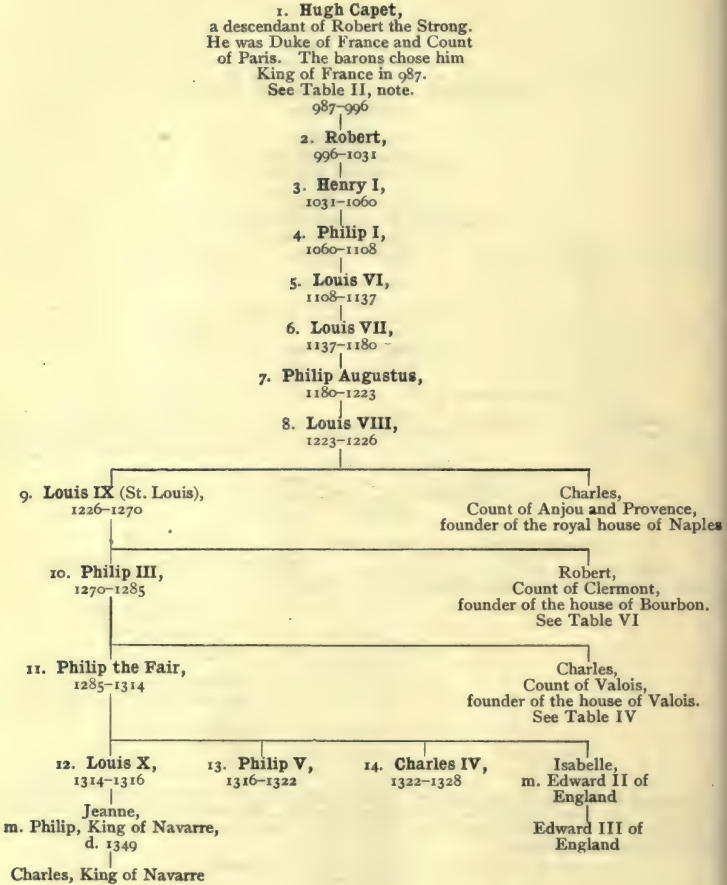 1. Hugh Capet,
a descendant of Robert the Strong.
He was Duke of France and Count
of Paris. The barons chose him
King of France in 987.
See Table II, note.
987–996
2. Robert,
996–1031
3. Henry I,
1031–1060
4. Philip I,
1060–1108
5. Louis VI,
1108–1137
6. Louis VII,
1137–1180
7. Philip Augustus,
1180–1223
8. Louis VIII,
1223–1226
9. Louis IX (St. Louis),
1226–1270
Charles,
Count of Anjou and Provence,
founder of the royal house of Naples
10. Philip III,
1270–1285
Robert,
Count of Clermont,
founder of the house of Bourbon.
See Table VI
11. Philip the Fair,
1285–1314
Charles,
Count of Valois,
founder of the house of Valois.
See Table IV
12. Louis X,
1314–1316
Jeanne,
m. Philip, King of Navarre,
d. 1349
Charles, King of Navarre
13. Philip V,
1316–1322
14. Charles IV,
1322–1328
Isabelle,
m. Edward II of
England
Edward III of
England